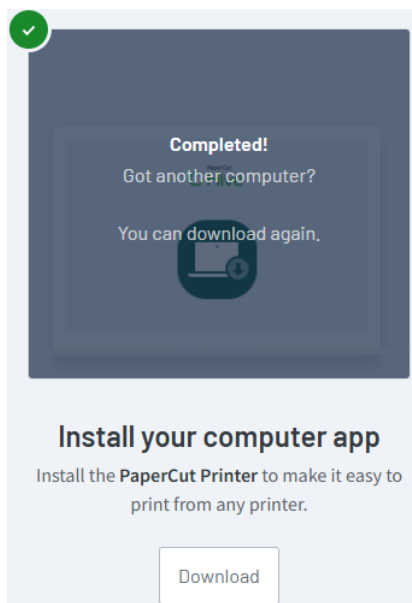 Completed!
PaperCut
Got another computer?
You can download again.
Install your computer app
Install the PaperCut Printer to make it easy to
print from any printer.
Download